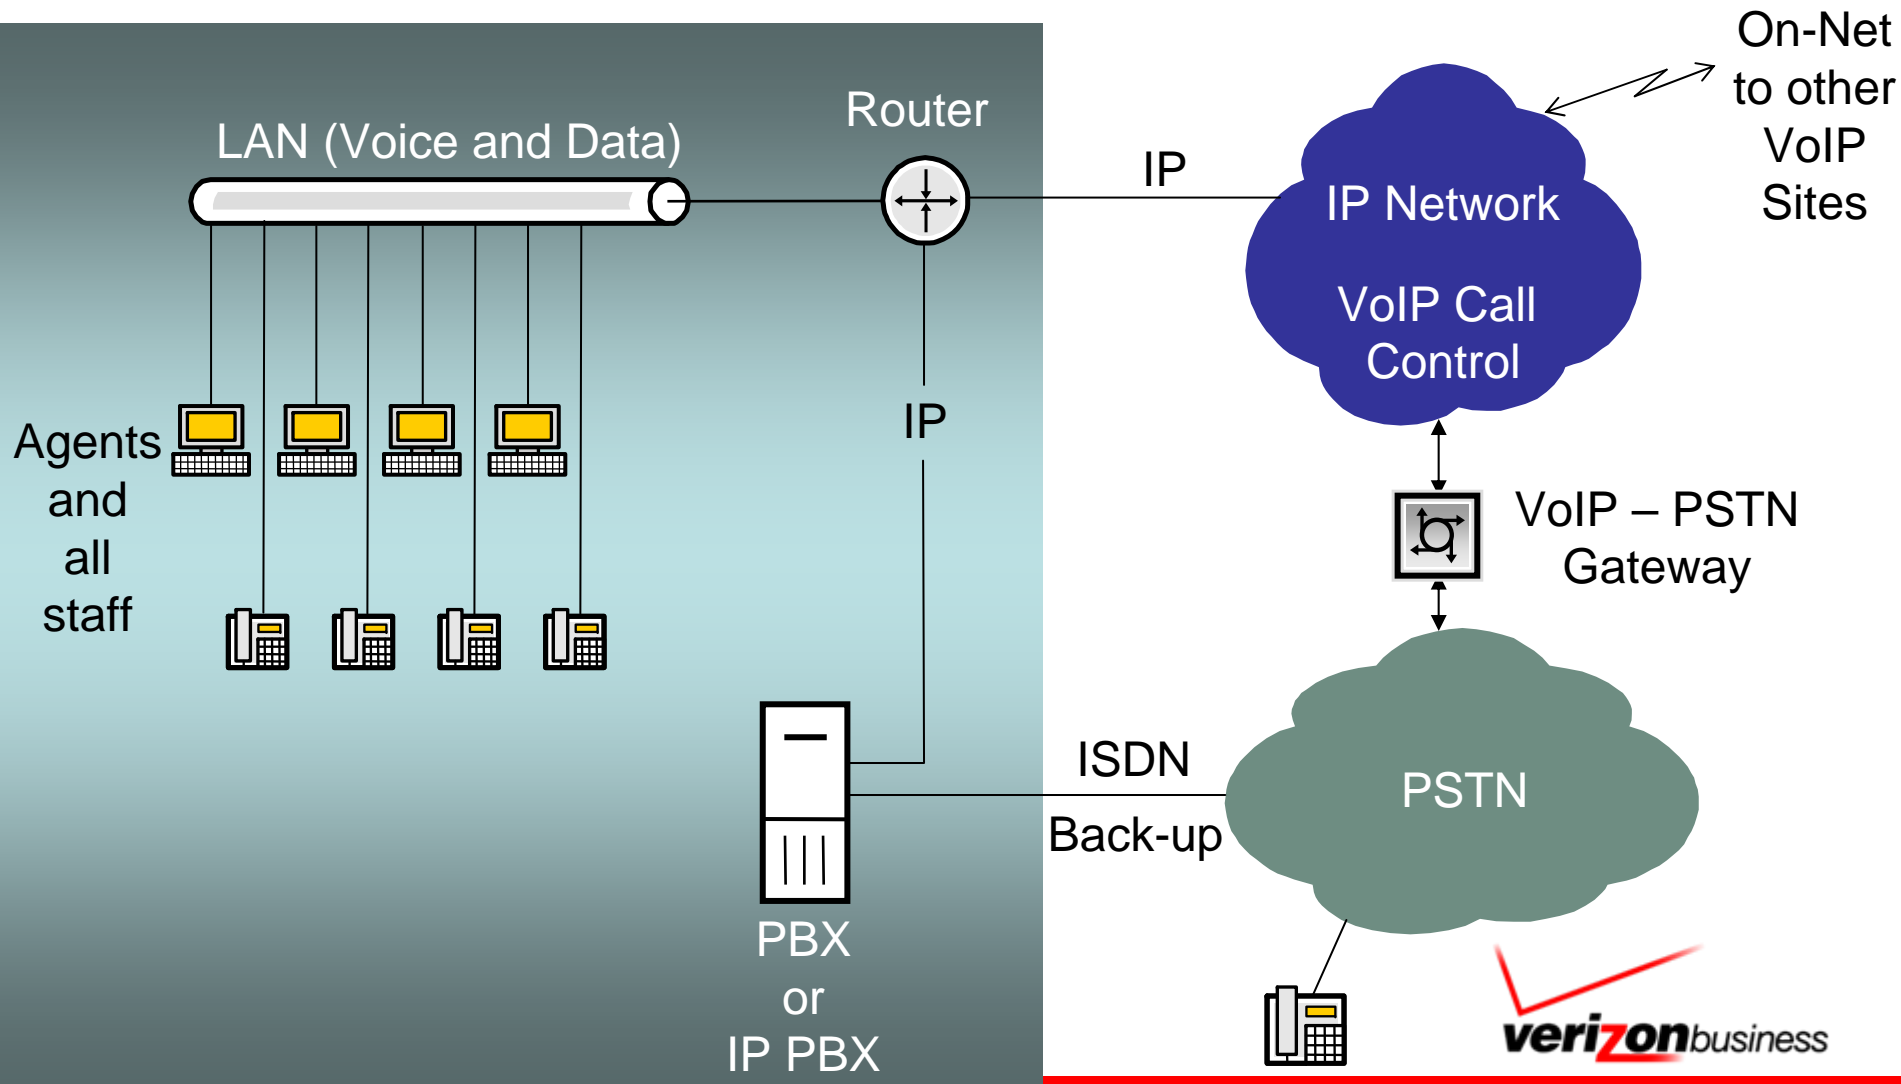 On-Net
to other
VoIP
Sites
Router
LAN (Voice and Data)
IP
IP Network
VoIP Call
Control
IP
Agents
and
all
staff
VoIP – PSTN
Gateway
ISDN
Back-up
PSTN
PBX
or
IP PBX
verizonbusiness